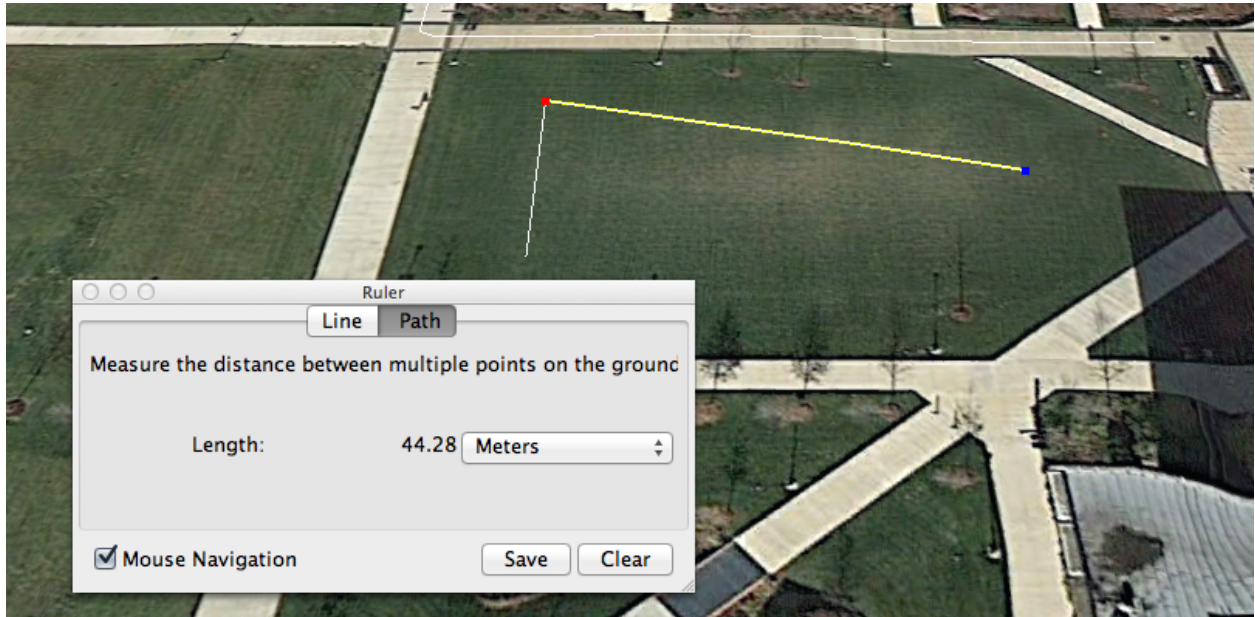 Ruler
Line Path
Measure the distance between multiple points on the ground
Length: 44.28 Meters
Mouse Navigation Save Clear